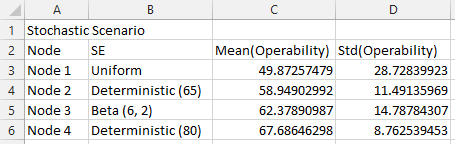 A B C D
1 Stochastic Scenario
2 Node SE Mean(Operability) Std(Operability)
3 Node 1 Uniform 49.87257479 28.72839923
4 Node 2 Deterministic (65) 58.94902992 11.49135969
5 Node 3 Beta (6, 2) 62.37890987 14.78784307
6 Node 4 Deterministic (80) 67.68646298 8.762539453